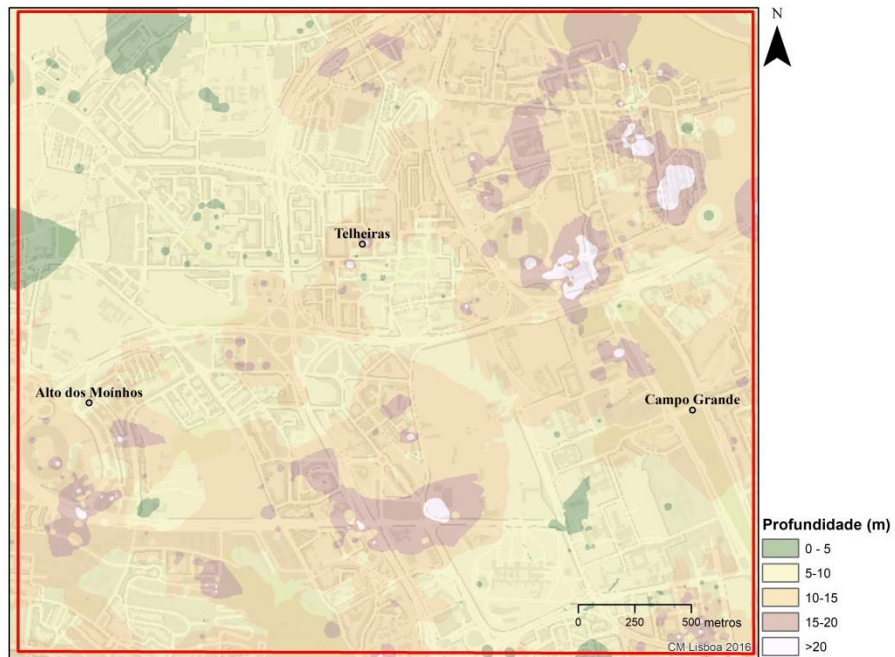 N
Telheiras
Alto dos Moínhos
Campo Grande
0 250 500 metros
CM Lisboa 2016
Profundidade (m)
0 - 5
5-10
10-15
15-20
>20